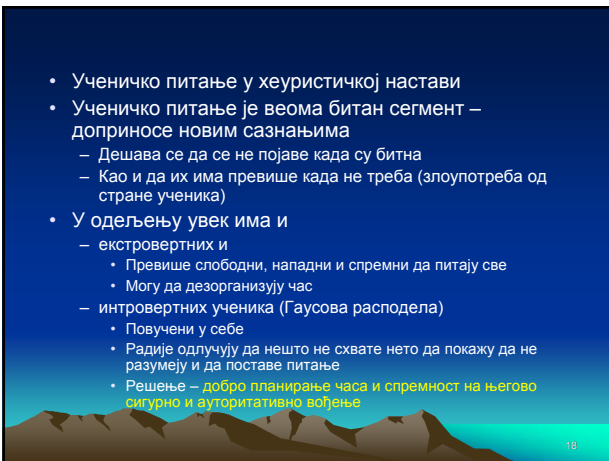 • Ученичко питање у хеуристичкој настави
• Ученичко питање је веома битан сегмент –
доприносе новим сазнањима
– Дешава се да се не појаве када су битна
– Као и да их има превише када не треба (злоупотреба од
стране ученика)
• У одељењу увек има и
– екстровертних и
• Превише слободни, нападни и спремни да питају све
• Могу да дезорганизују час
– интровертних ученика (Гаусова расподела)
• Повучени у себе
• Радије одлучују да нешто не схвате нето да покажу да не
разумеју и да поставе питање
• Решење – добро планирање часа и спремност на његово
сигурно и ауторитативно вођење
18